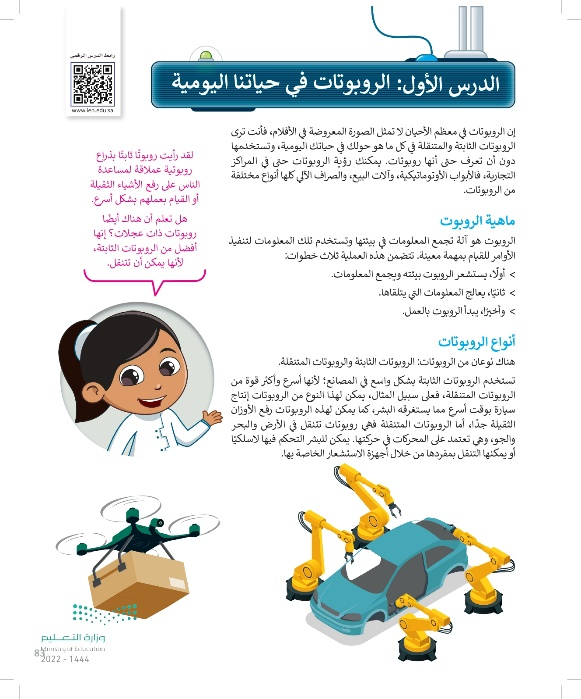 رابط الدرس الرقمي
www.ien.edu.sa
الدرس الأول: الروبوتات في حياتنا اليومية
إن الروبوتات في معظم الأحيان لا تمثل الصورة المعروضة في الأفلام، فأنت ترى
الروبوتات الثابتة والمتنقلة في كل ما هو حولك في حياتك اليومية، وتستخدمها
دون أن تعرف حتى أنها روبوتات. يمكنك رؤية الروبوتات حتى في المراكز
التجارية، فالأبواب الأوتوماتيكية، وآلات البيع، والصراف الآلي كلها أنواع مختلفة
من الروبوتات.
لقد رأيت روبوتًا ثابتًا بذراع
روبوتية عملاقة لمساعدة
الناس على رفع الأشياء الثقيلة
أو القيام بعملهم بشكل أسرع.
هل تعلم أن هناك أيضًا
روبوتات ذات عجلات؟ إنها
أفضل من الروبوتات الثابتة،
لأنها يمكن أن تتنقل.
ماهية الروبوت
الروبوت هو آلة تجمع المعلومات في بيئتها وتستخدم تلك المعلومات لتنفيذ
الأوامر للقيام بمهمة معينة. تتضمن هذه العملية ثلاث خطوات:
> أولًا، يستشعر الروبوت بيئته ويجمع المعلومات.
> ثانيًا، يعالج المعلومات التي يتلقاها.
> وأخيرًا، يبدأ الروبوت بالعمل.
أنواع الروبوتات
هناك نوعان من الروبوتات: الروبوتات الثابتة والروبوتات المتنقلة.
تستخدم الروبوتات الثابتة بشكل واسع في المصانع؛ لأنها أسرع وأكثر قوة من
الروبوتات المتنقلة، فعلى سبيل المثال، يمكن لهذا النوع من الروبوتات إنتاج
سيارة بوقت أسرع مما يستغرقه البشر، كما يمكن لهذه الروبوتات رفع الأوزان
الثقيلة جدًا، أما الروبوتات المتنقلة فهي روبوتات تتنقل في الأرض والبحر
والجو، وهي تعتمد على المحركات في حركتها. يمكن للبشر التحكم فيها لاسلكيًا
أو يمكنها التنقل بمفردها من خلال أجهزة الاستشعار الخاصة بها.
وزارة التعـــليم
Ministry of Education
83
2022 - 1444